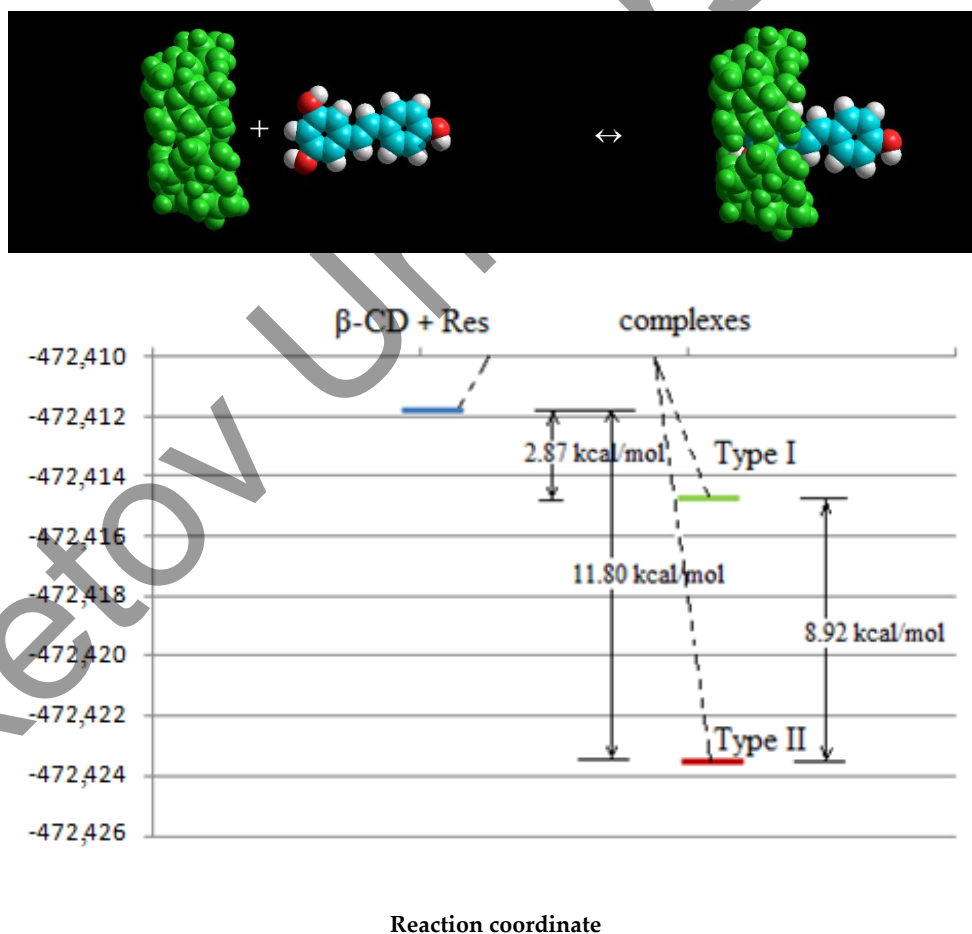 +
↔
β-CD + Res
complexes
-472,410
-472,412
2.87 kcal/mol
Type I
-472,414
-472,416
11.80 kcal/mol
-472,418
8.92 kcal/mol
-472,420
-472,422
Type II
-472,424
-472,426
Reaction coordinate
ketov Un